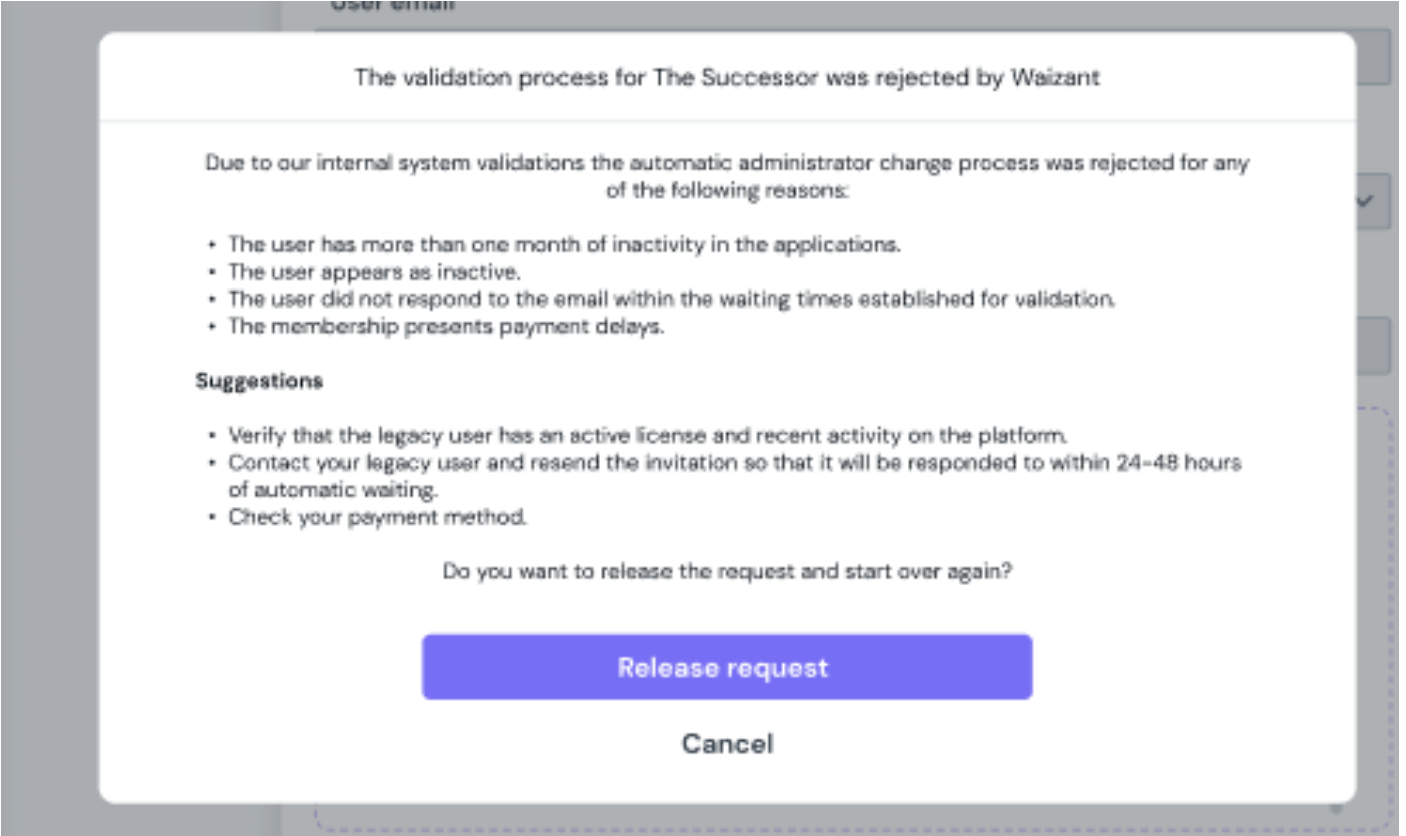 User email
The validation process for The Successor was rejected by Waizant
Due to our internal system validations the automatic administrator change process was rejected for any
of the following reasons:
• The user has more than one month of inactivity in the applications.
• The user appears as inactive.
• The user did not respond to the email within the waiting times established for validation.
• The membership presents payment delays.
Suggestions
• Verify that the legacy user has an active license and recent activity on the platform.
• Contact your legacy user and resend the invitation so that it will be responded to within 24-48 hours
of automatic waiting.
• Check your payment method.
Do you want to release the request and start over again?
Release request
Cancel